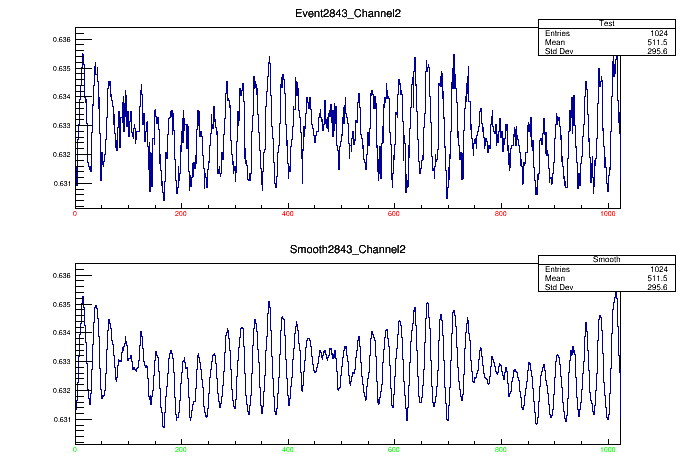 Event2843_Channel2
Test
Entries 1024
Mean 511.5
Std Dev 295.6
0.636
0.635
0.634
0.633
0.632
0.631
0 200 400 600 800 1000
Smooth2843_Channel2
Smooth
Entries 1024
Mean 511.5
Std Dev 295.6
0.636
0.635
0.634
0.633
0.632
0.631
0 200 400 600 800 1000